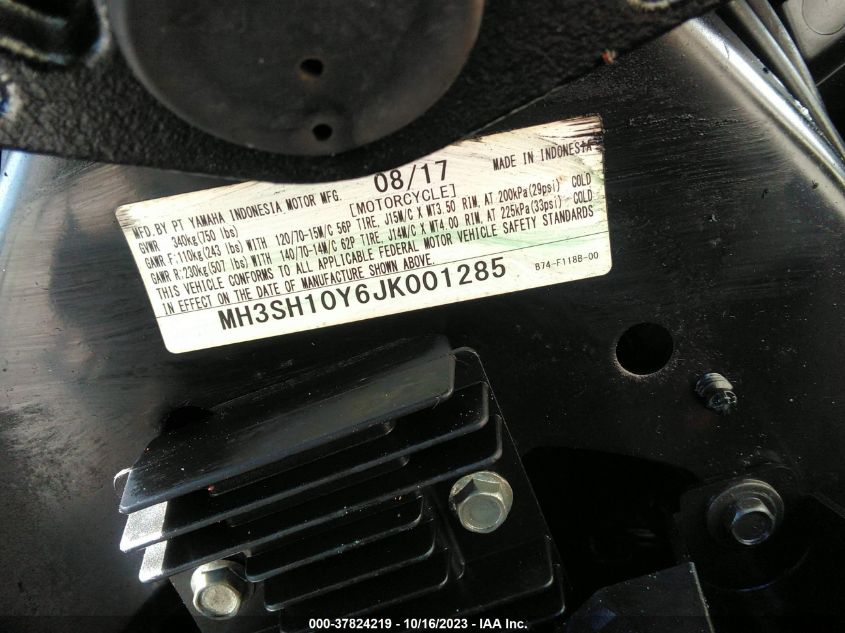 MFD.BY PT YAMAHA INDONESIA MOTOR MFG. 08/17 MADE IN INDONESIA
[MOTORCYCLE]
GVWR 340kg(750 lbs)
GAWR F:110kg(243 lbs) WITH 120/70-15M/C 56P TIRE, J15M/C X MT3.50 RIM, AT 200kPa(29psi) COLD
GAWR R:230kg(507 lbs) WITH 140/70-14M/C 62P TIRE, J14M/C X MT4.00 RIM, AT 225kPa(33psi) COLD
THIS VEHICLE CONFORMS TO ALL APPLICABLE FEDERAL MOTOR VEHICLE SAFETY STANDARDS
IN EFFECT ON THE DATE OF MANUFACTURE SHOWN ABOVE.
MH3SH10Y6JK001285 B74-F118B-00
000-37824219 - 10/16/2023 - IAA Inc.